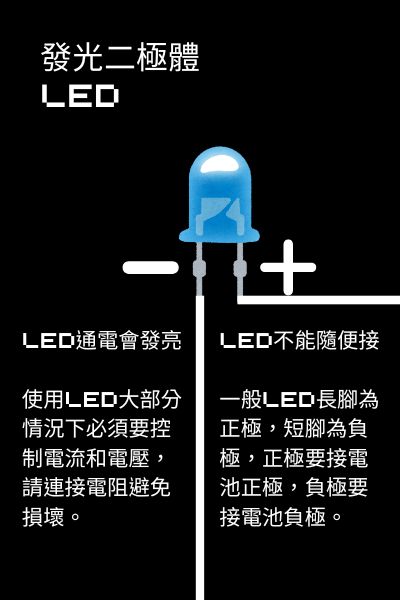 發光二極體
LED
LED通電會發亮
使用LED大部分
情況下必須要控
制電流和電壓，
請連接電阻避免
損壞。
LED不能隨便接
一般LED長腳為
正極，短腳為負
極，正極要接電
池正極，負極要
接電池負極。